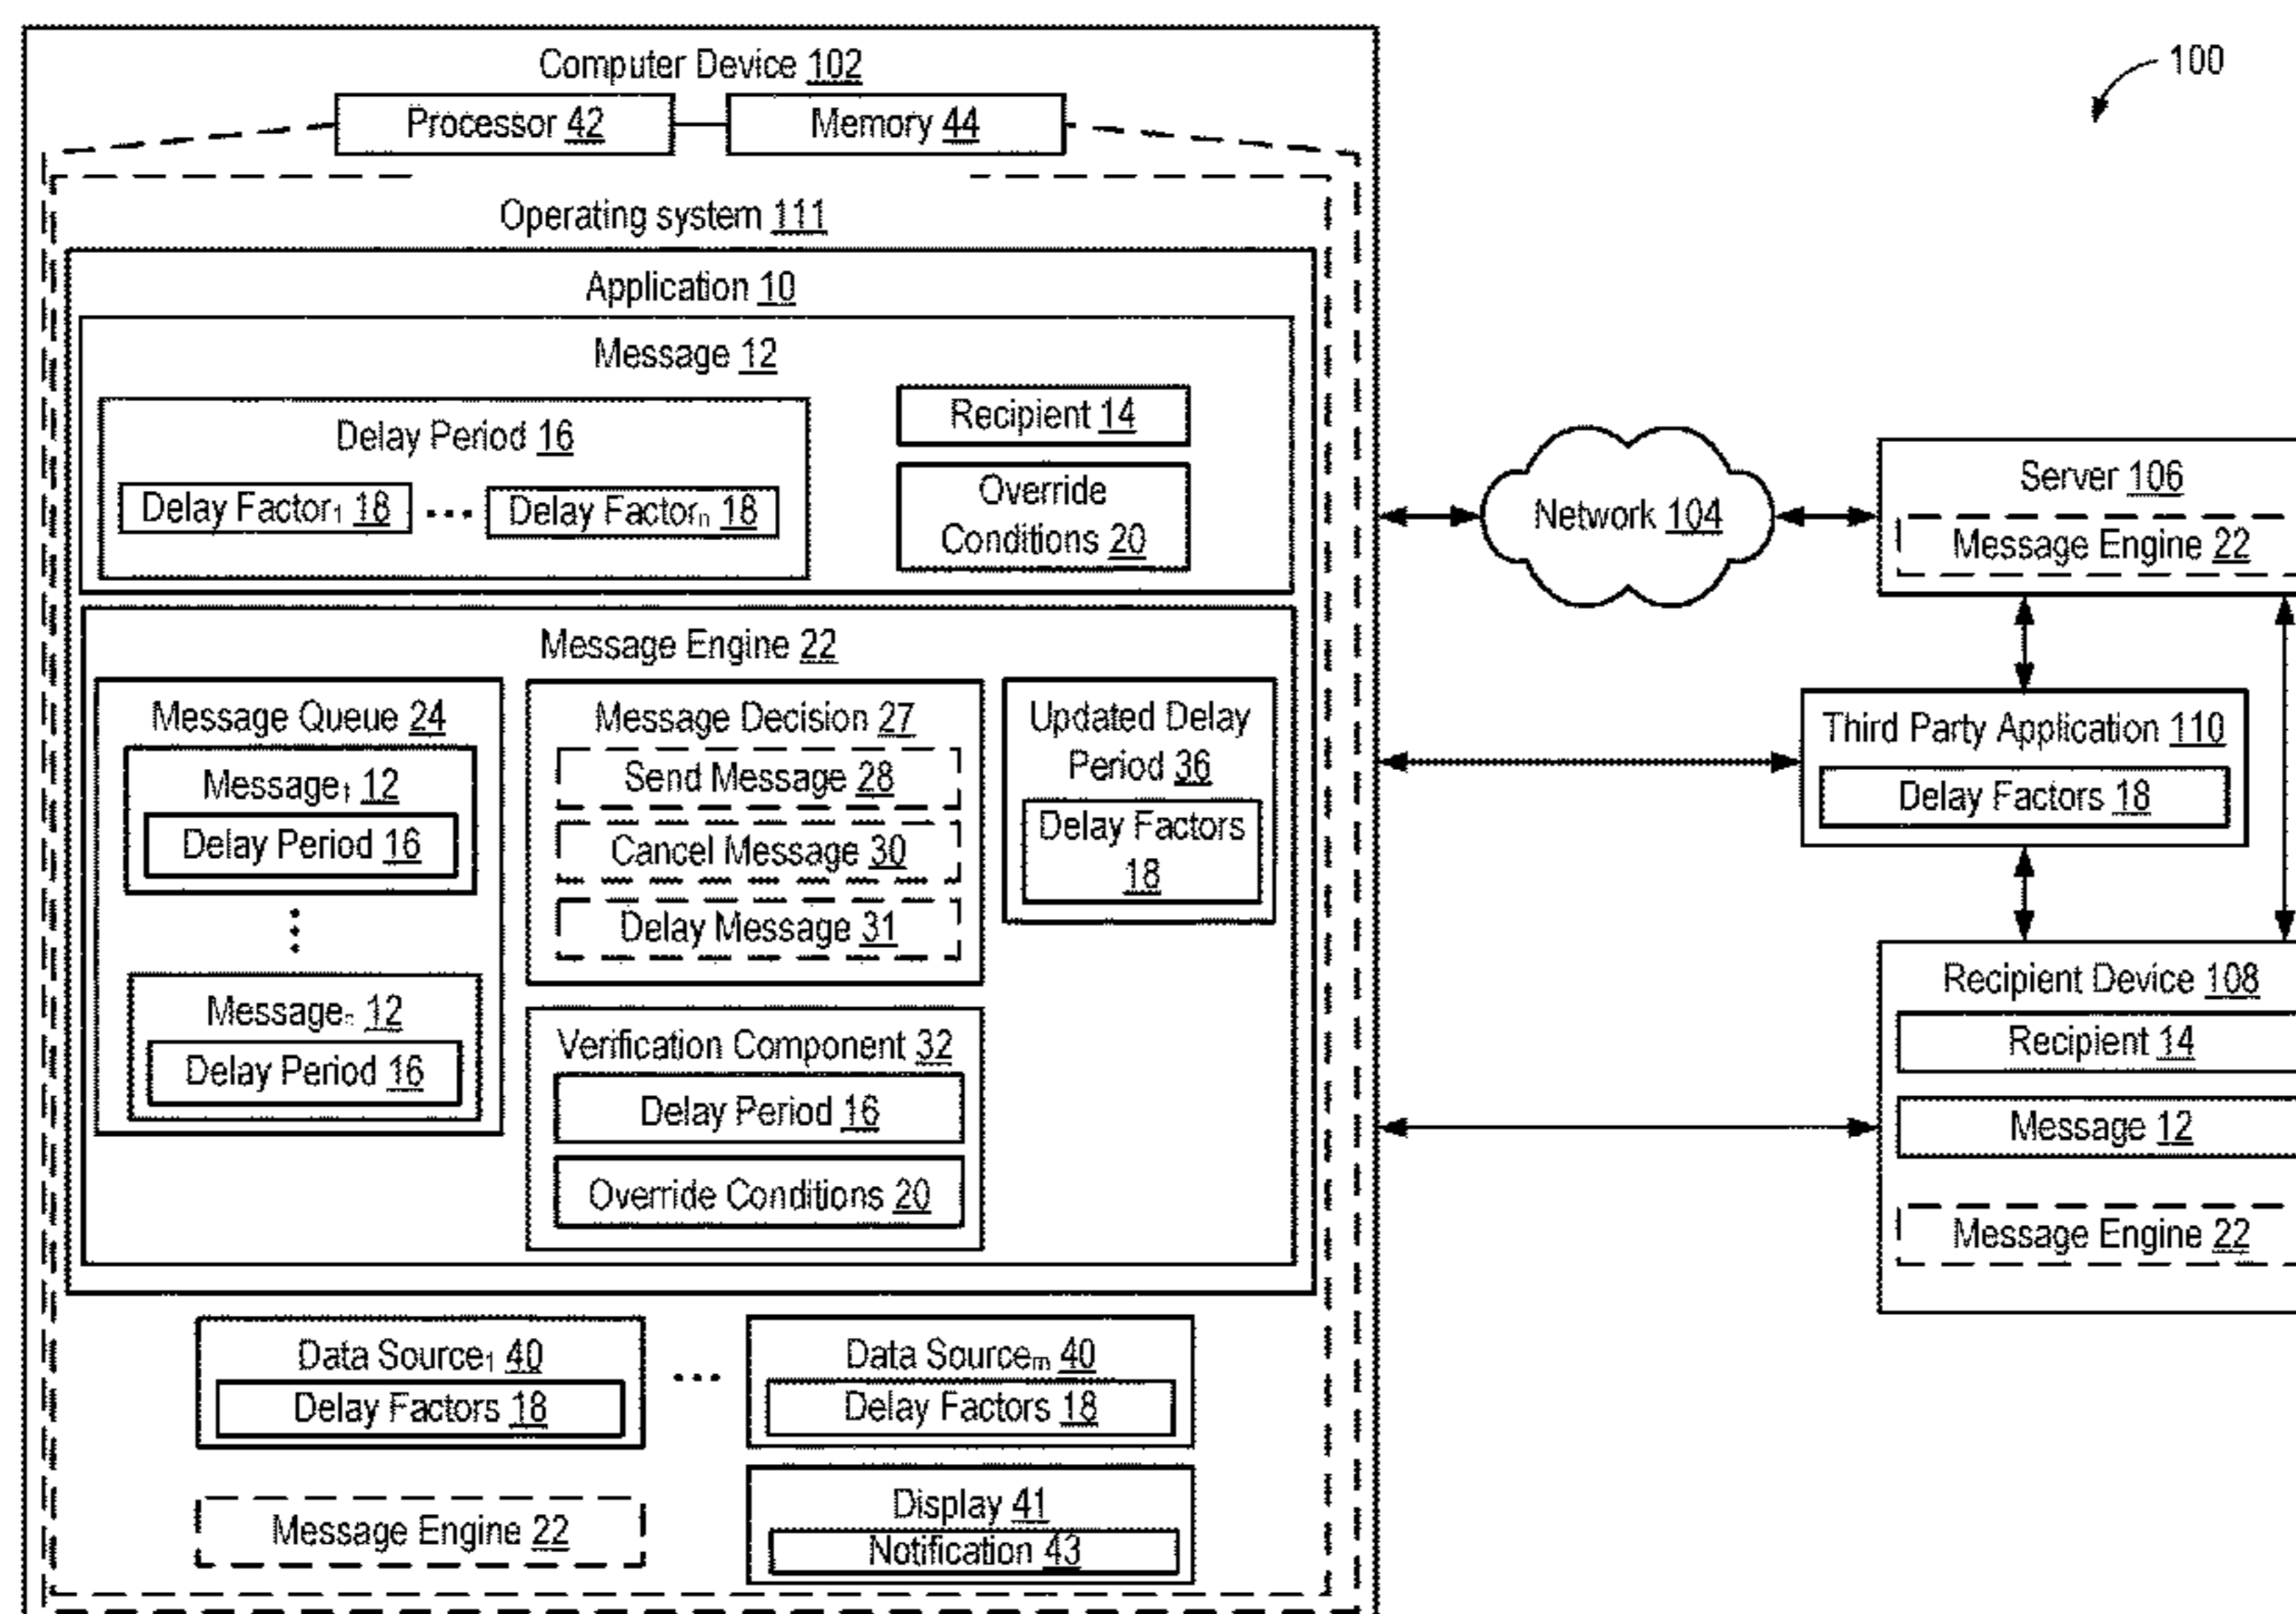 Computer Device 102
100
Processor 42
Memory 44
Operating system 111
Application 10
Message 12
Delay Period 16
Delay Factor₁ 18 ... Delay Factorₙ 18
Recipient 14
Override
Conditions 20
Message Engine 22
Message Queue 24
Message₁ 12
Delay Period 16
Messageₙ 12
Delay Period 16
Message Decision 27
Send Message 28
Cancel Message 30
Delay Message 31
Verification Component 32
Delay Period 16
Override Conditions 20
Updated Delay
Period 36
Delay Factors
18
Data Source₁ 40
Delay Factors 18
...
Data Sourceₘ 40
Delay Factors 18
Message Engine 22
Display 41
Notification 43
Network 104
Server 106
Message Engine 22
Third Party Application 110
Delay Factors 18
Recipient Device 108
Recipient 14
Message 12
Message Engine 22